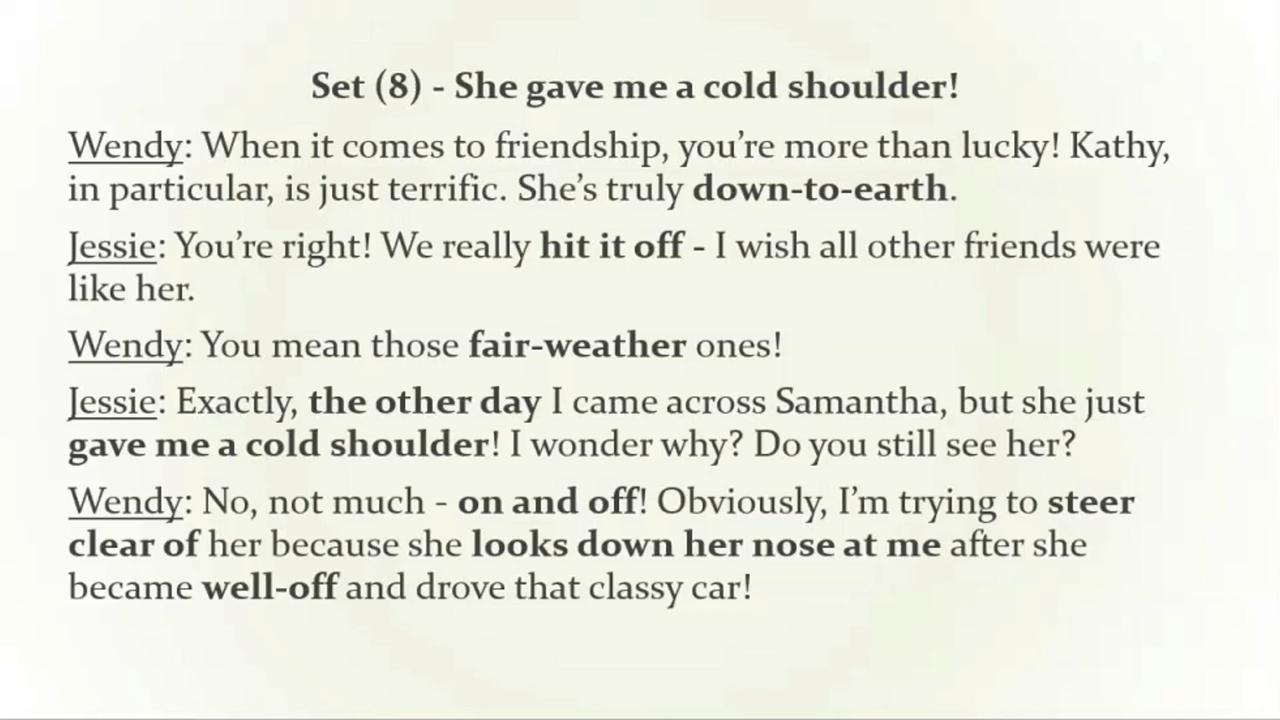 Set (8) - She gave me a cold shoulder!
Wendy: When it comes to friendship, you're more than lucky! Kathy,
in particular, is just terrific. She's truly down-to-earth.
Jessie: You're right! We really hit it off - I wish all other friends were
like her.
Wendy: You mean those fair-weather ones!
Jessie: Exactly, the other day I came across Samantha, but she just
gave me a cold shoulder! I wonder why? Do you still see her?
Wendy: No, not much - on and off! Obviously, I'm trying to steer
clear of her because she looks down her nose at me after she
became well-off and drove that classy car!